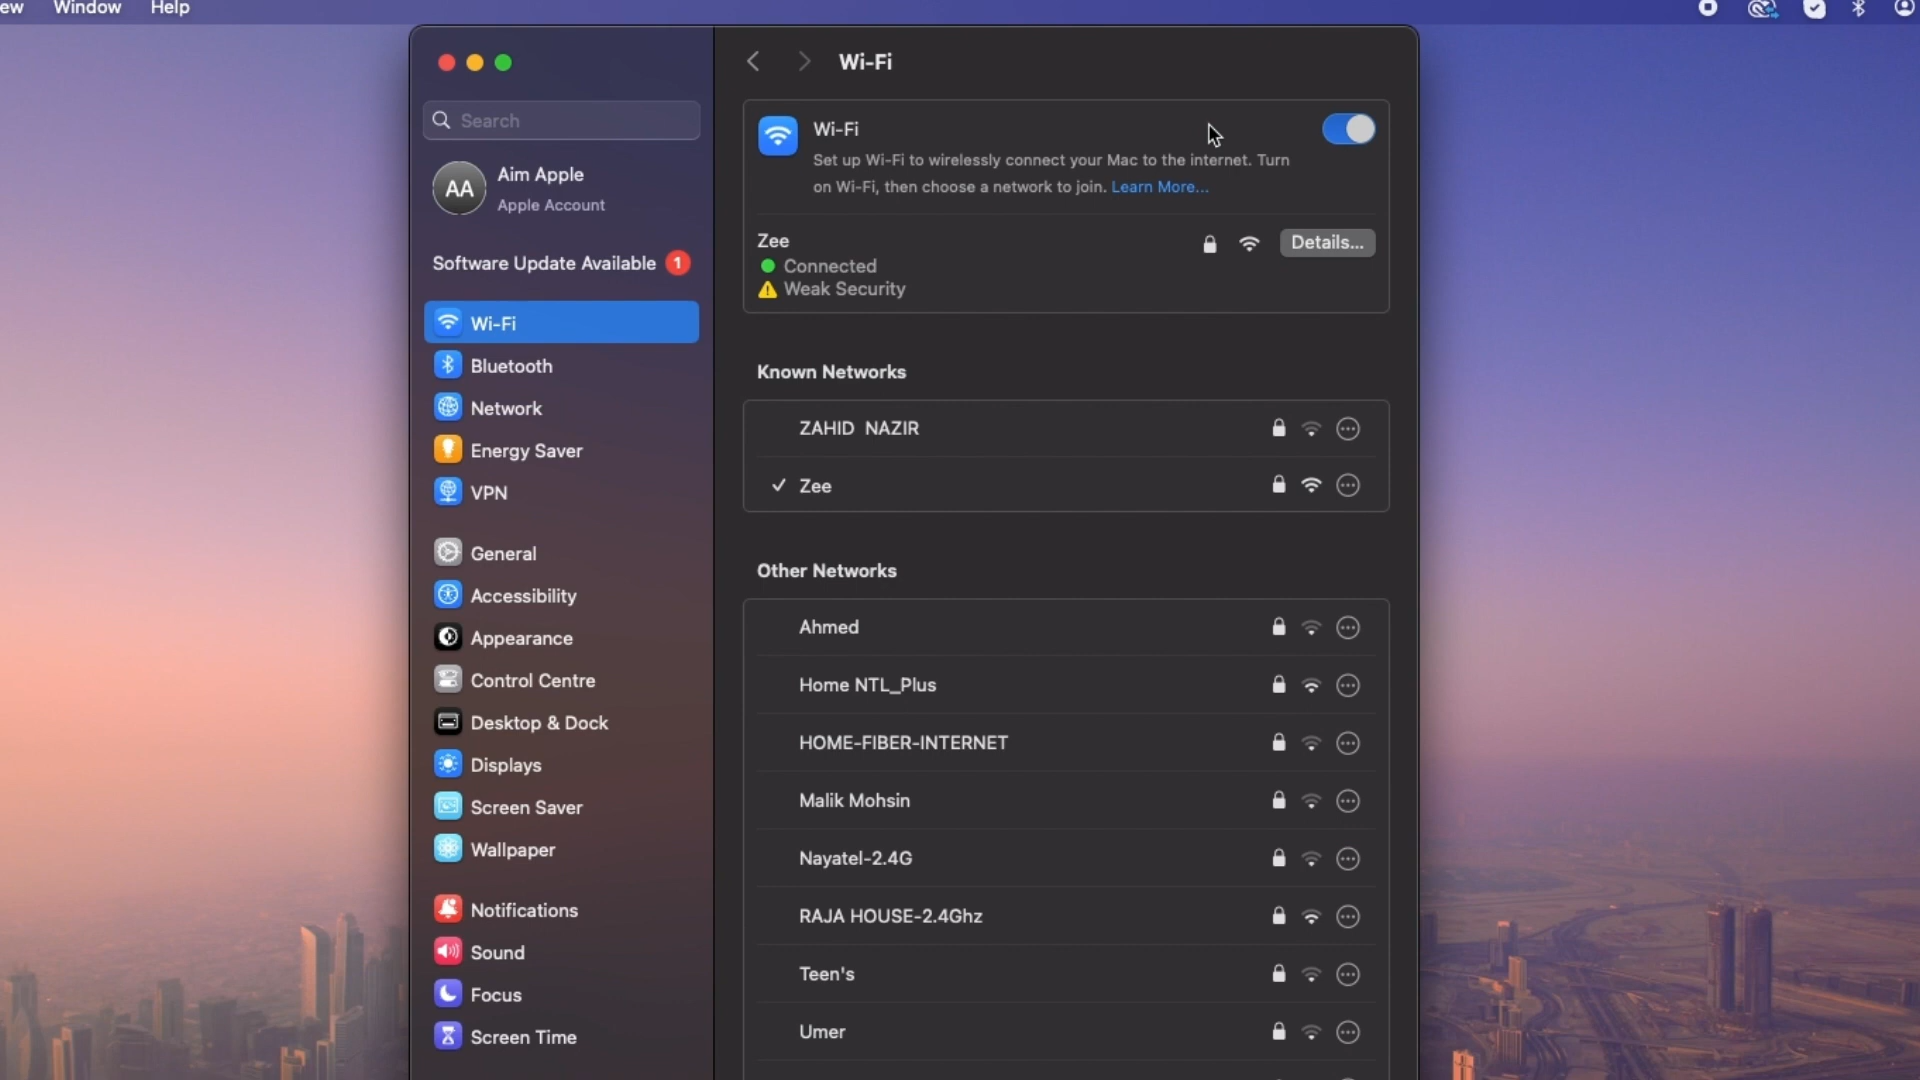 Window Help
Wi-Fi
Search
AA
Aim Apple
Apple Account
Software Update Available 1
Wi-Fi
Bluetooth
Network
Energy Saver
VPN
General
Accessibility
Appearance
Control Centre
Desktop & Dock
Displays
Screen Saver
Wallpaper
Notifications
Sound
Focus
Screen Time
Wi-Fi
Set up Wi-Fi to wirelessly connect your Mac to the internet. Turn
on Wi-Fi, then choose a network to join. Learn More...
Zee
Details...
Connected
Weak Security
Known Networks
ZAHID NAZIR
Zee
Other Networks
Ahmed
Home NTL_Plus
HOME-FIBER-INTERNET
Malik Mohsin
Nayatel-2.4G
RAJA HOUSE-2.4Ghz
Teen's
Umer